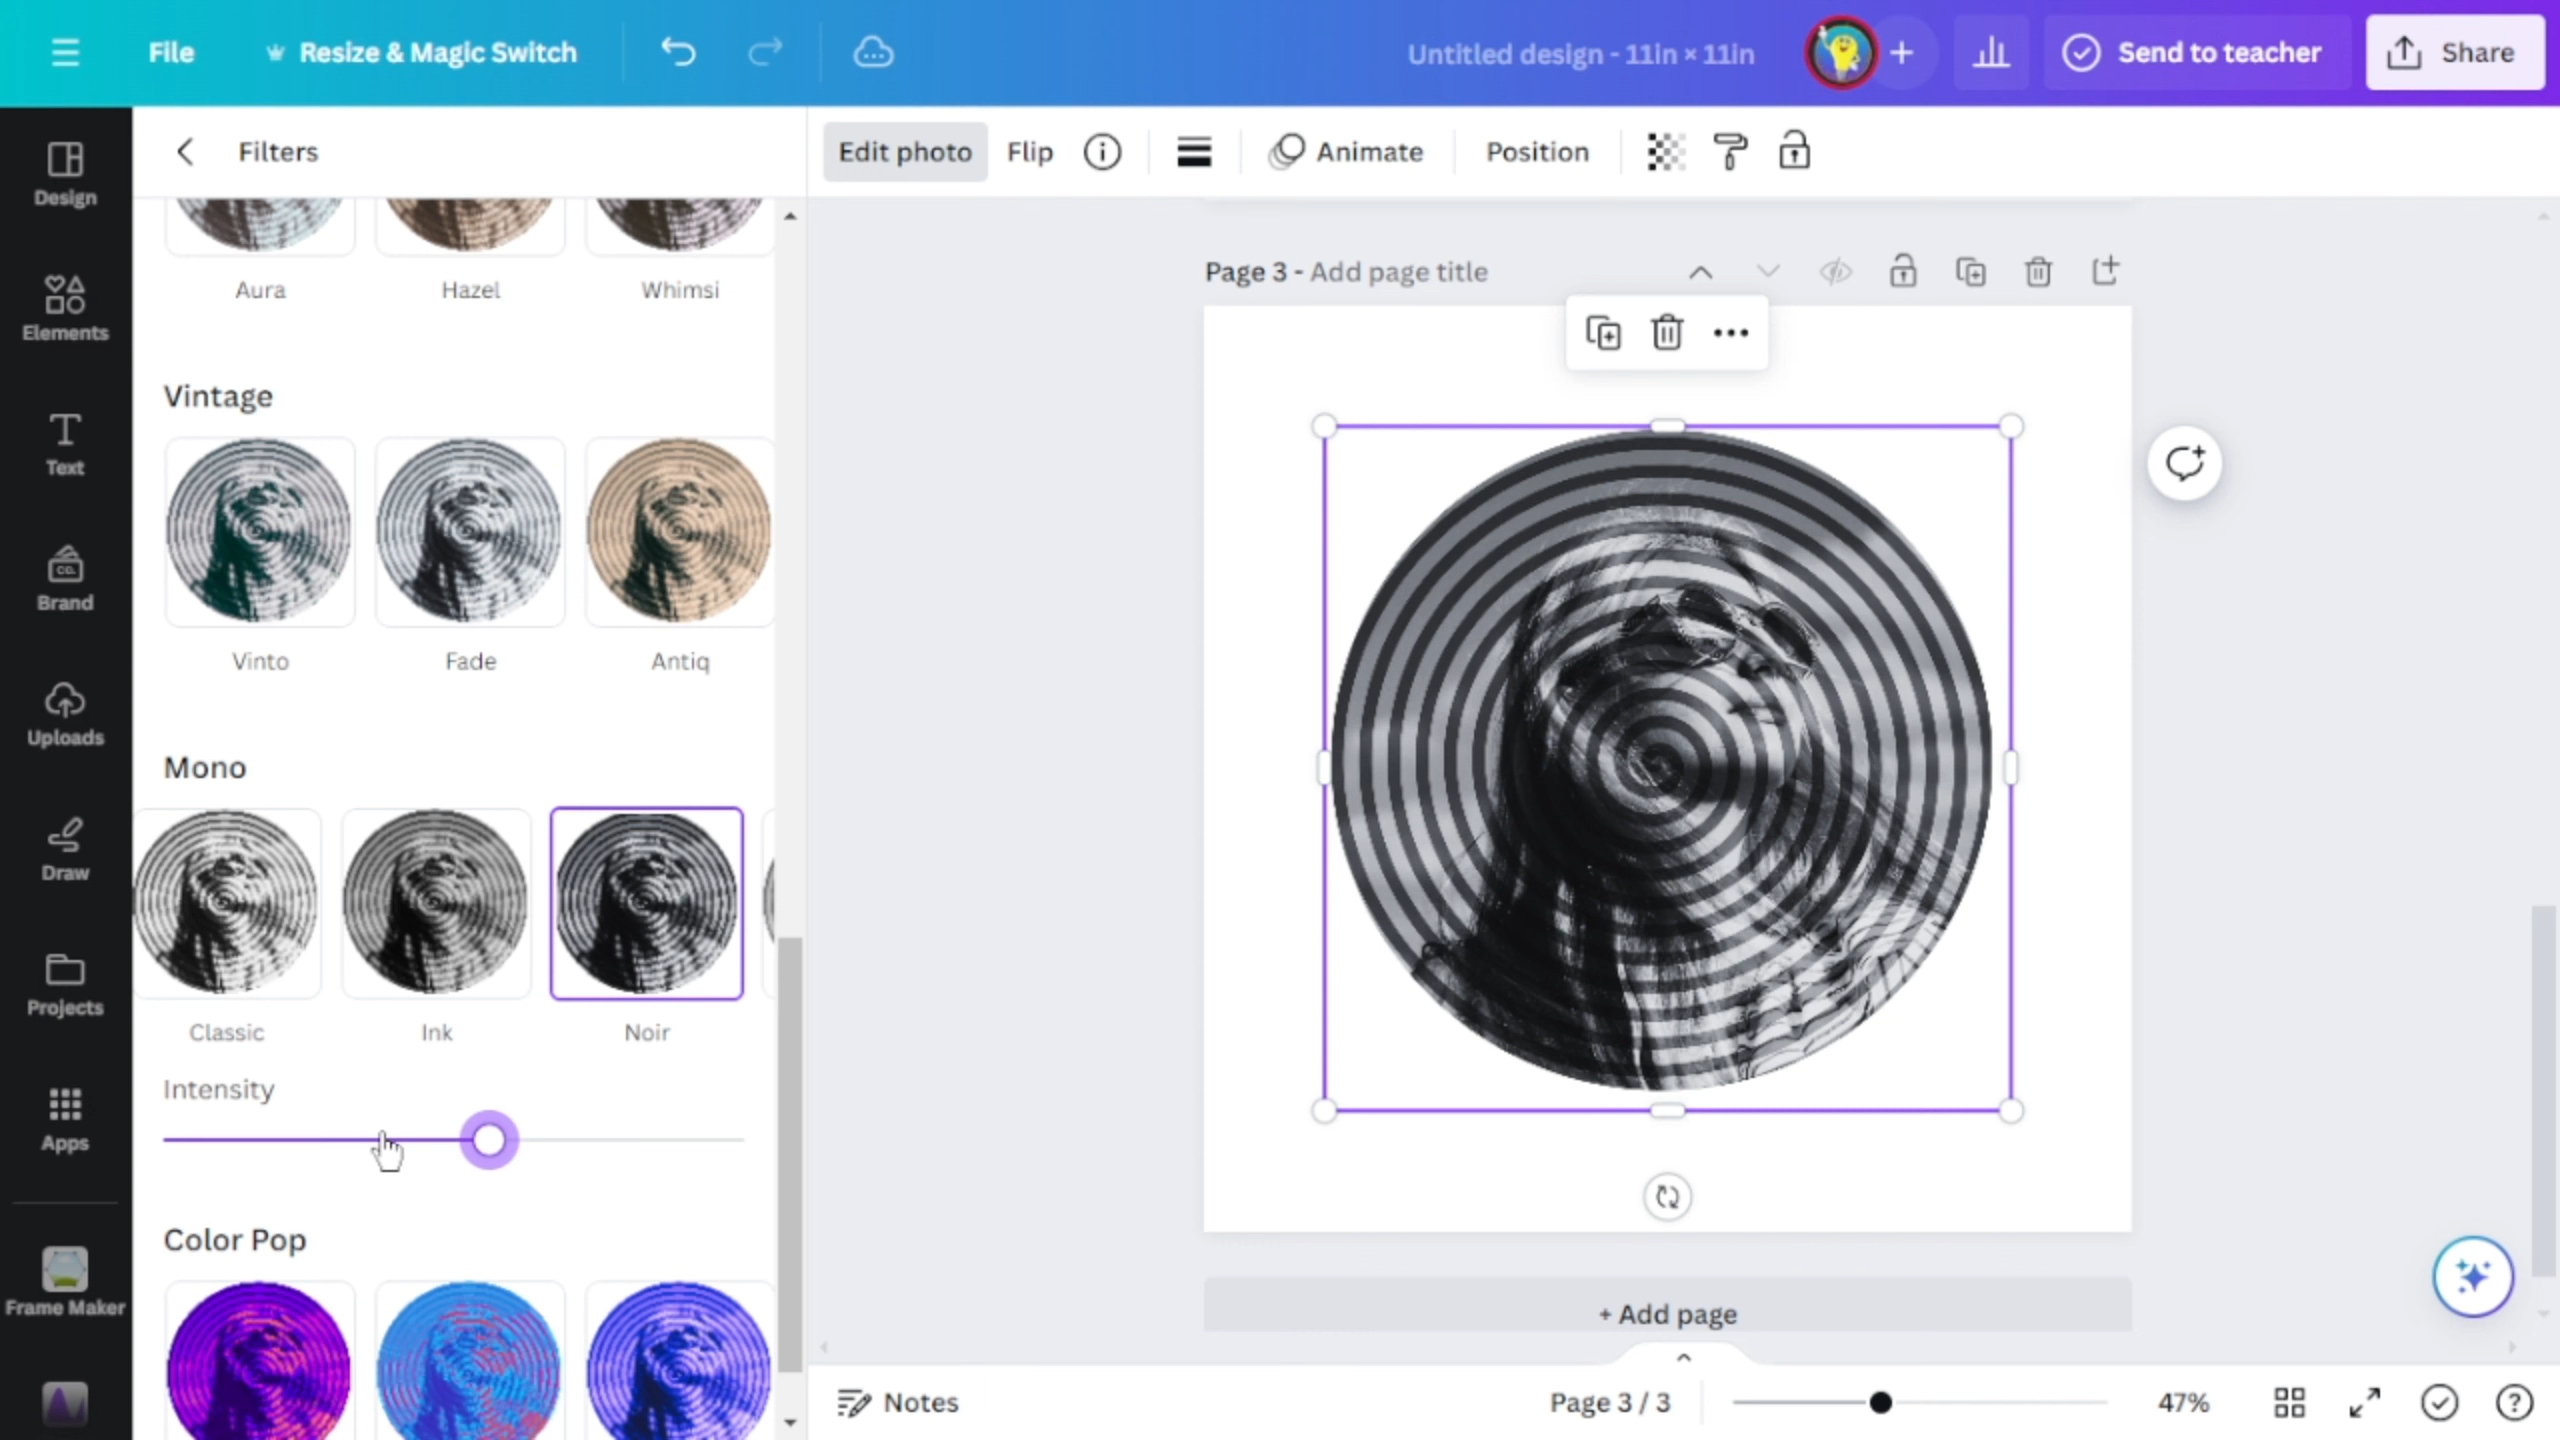 File
Resize & Magic Switch
Untitled design - 11in × 11in
Send to teacher
Share
Design
Elements
Text
Brand
CO.
Uploads
Draw
Projects
Apps
Frame Maker
Filters
Aura
Hazel
Whimsi
Vintage
Vinto
Fade
Antiq
Mono
Classic
Ink
Noir
Intensity
Color Pop
Edit photo
Flip
Animate
Position
Page 3 - Add page title
+ Add page
Notes
Page 3 / 3
47%